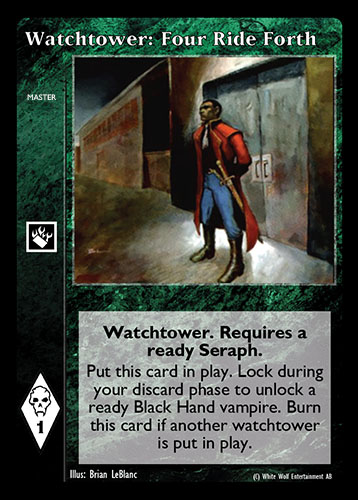 Watchtower: Four Ride Forth
MASTER
Watchtower. Requires a
ready Seraph.
Put this card in play. Lock during
your discard phase to unlock a
ready Black Hand vampire. Burn
this card if another watchtower
is put in play.
1
Illus: Brian LeBlanc
(C) White Wolf Entertainment AB